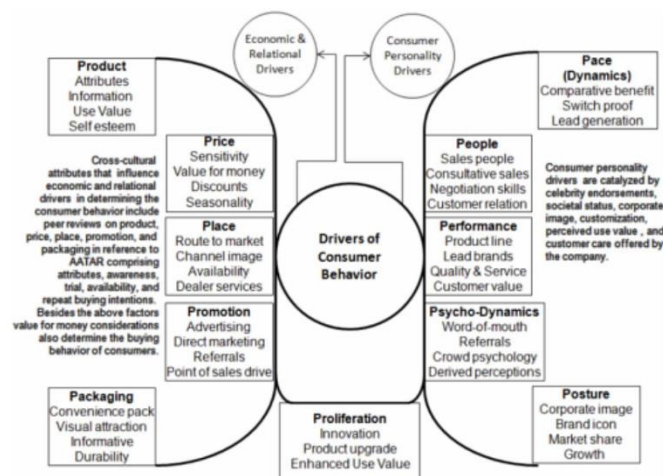 Economic &
Relational
Drivers
Consumer
Personality
Drivers
Product
Attributes
Information
Use Value
Self esteem
Pace
(Dynamics)
Comparative benefit
Switch proof
Lead generation
Price
Sensitivity
Value for money
Discounts
Seasonality
People
Sales people
Consultative sales
Negotiation skills
Customer relation
Cross-cultural
attributes that influence
economic and relational
drivers in determining the
consumer behavior include
peer reviews on product,
price, place, promotion, and
packaging in reference to
AATAR comprising
attributes, awareness,
trial, availability, and
repeat buying intentions.
Besides the above factors
value for money considerations
also determine the buying
behavior of consumers.
Consumer personality
drivers are catalyzed by
celebrity endorsements,
societal status, corporate
image, customization,
perceived use value , and
customer care offered by
the company.
Place
Route to market
Channel image
Availability
Dealer services
Drivers of
Consumer
Behavior
Performance
Product line
Lead brands
Quality & Service
Customer value
Promotion
Advertising
Direct marketing
Referrals
Point of sales drive
Psycho-Dynamics
Word-of-mouth
Referrals
Crowd psychology
Derived perceptions
Packaging
Convenience pack
Visual attraction
Informative
Durability
Proliferation
Innovation
Product upgrade
Enhanced Use Value
Posture
Corporate image
Brand icon
Market share
Growth